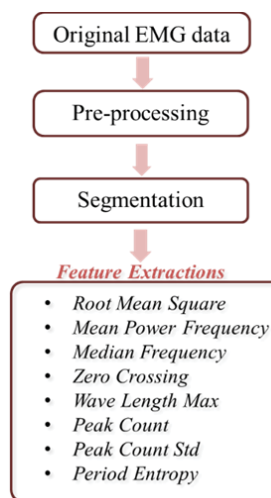 Original EMG data
Pre-processing
Segmentation
Feature Extractions
• Root Mean Square
• Mean Power Frequency
• Median Frequency
• Zero Crossing
• Wave Length Max
• Peak Count
• Peak Count Std
• Period Entropy